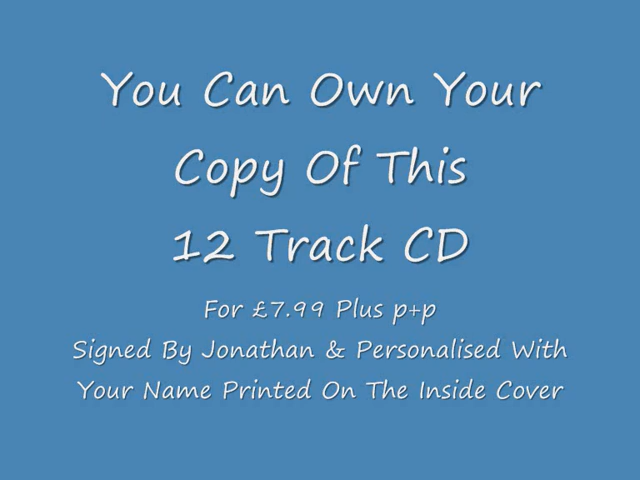 You Can Own Your
Copy Of This
12 Track CD
For £7.99 Plus p+p
Signed By Jonathan & Personalised With
Your Name Printed On The Inside Cover